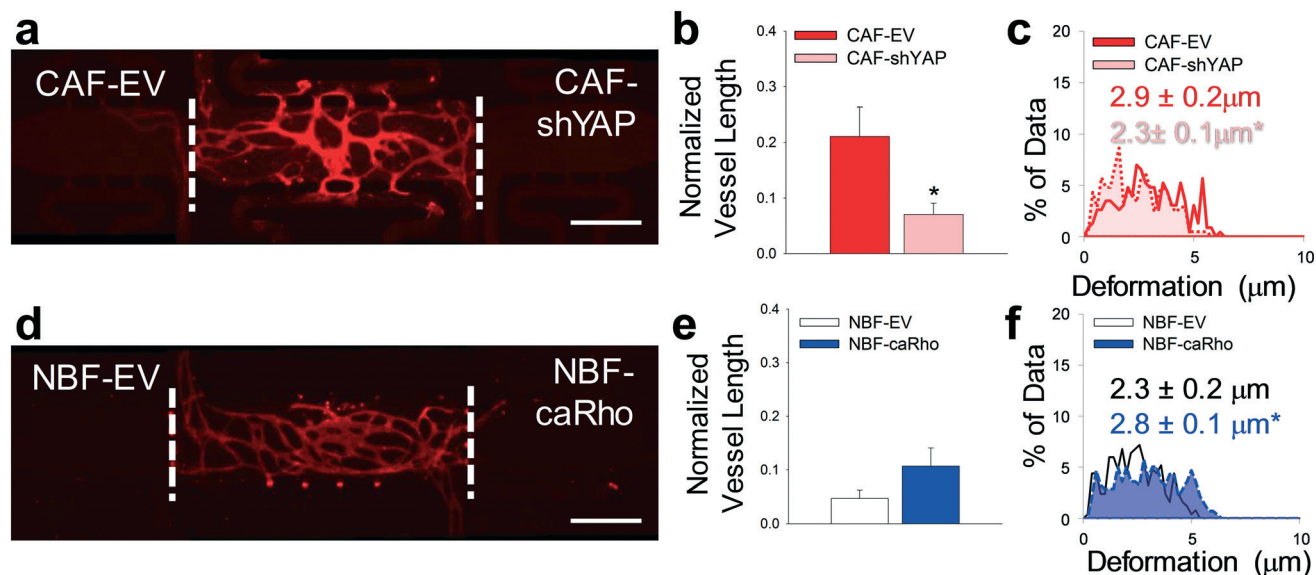 a
CAF-EV
CAF-
shYAP
b
Normalized
Vessel Length
0.4
0.3
0.2
0.1
0.0
CAF-EV
CAF-shYAP
*
c
% of Data
20
15
10
5
0
CAF-EV
CAF-shYAP
2.9 ± 0.2μm
2.3± 0.1μm*
0
5
10
Deformation (μm)
d
NBF-EV
NBF-
caRho
e
Normalized
Vessel Length
0.4
0.3
0.2
0.1
0.0
NBF-EV
NBF-caRho
f
% of Data
20
15
10
5
0
NBF-EV
NBF-caRho
2.3 ± 0.2 μm
2.8 ± 0.1 μm*
0
5
10
Deformation (μm)